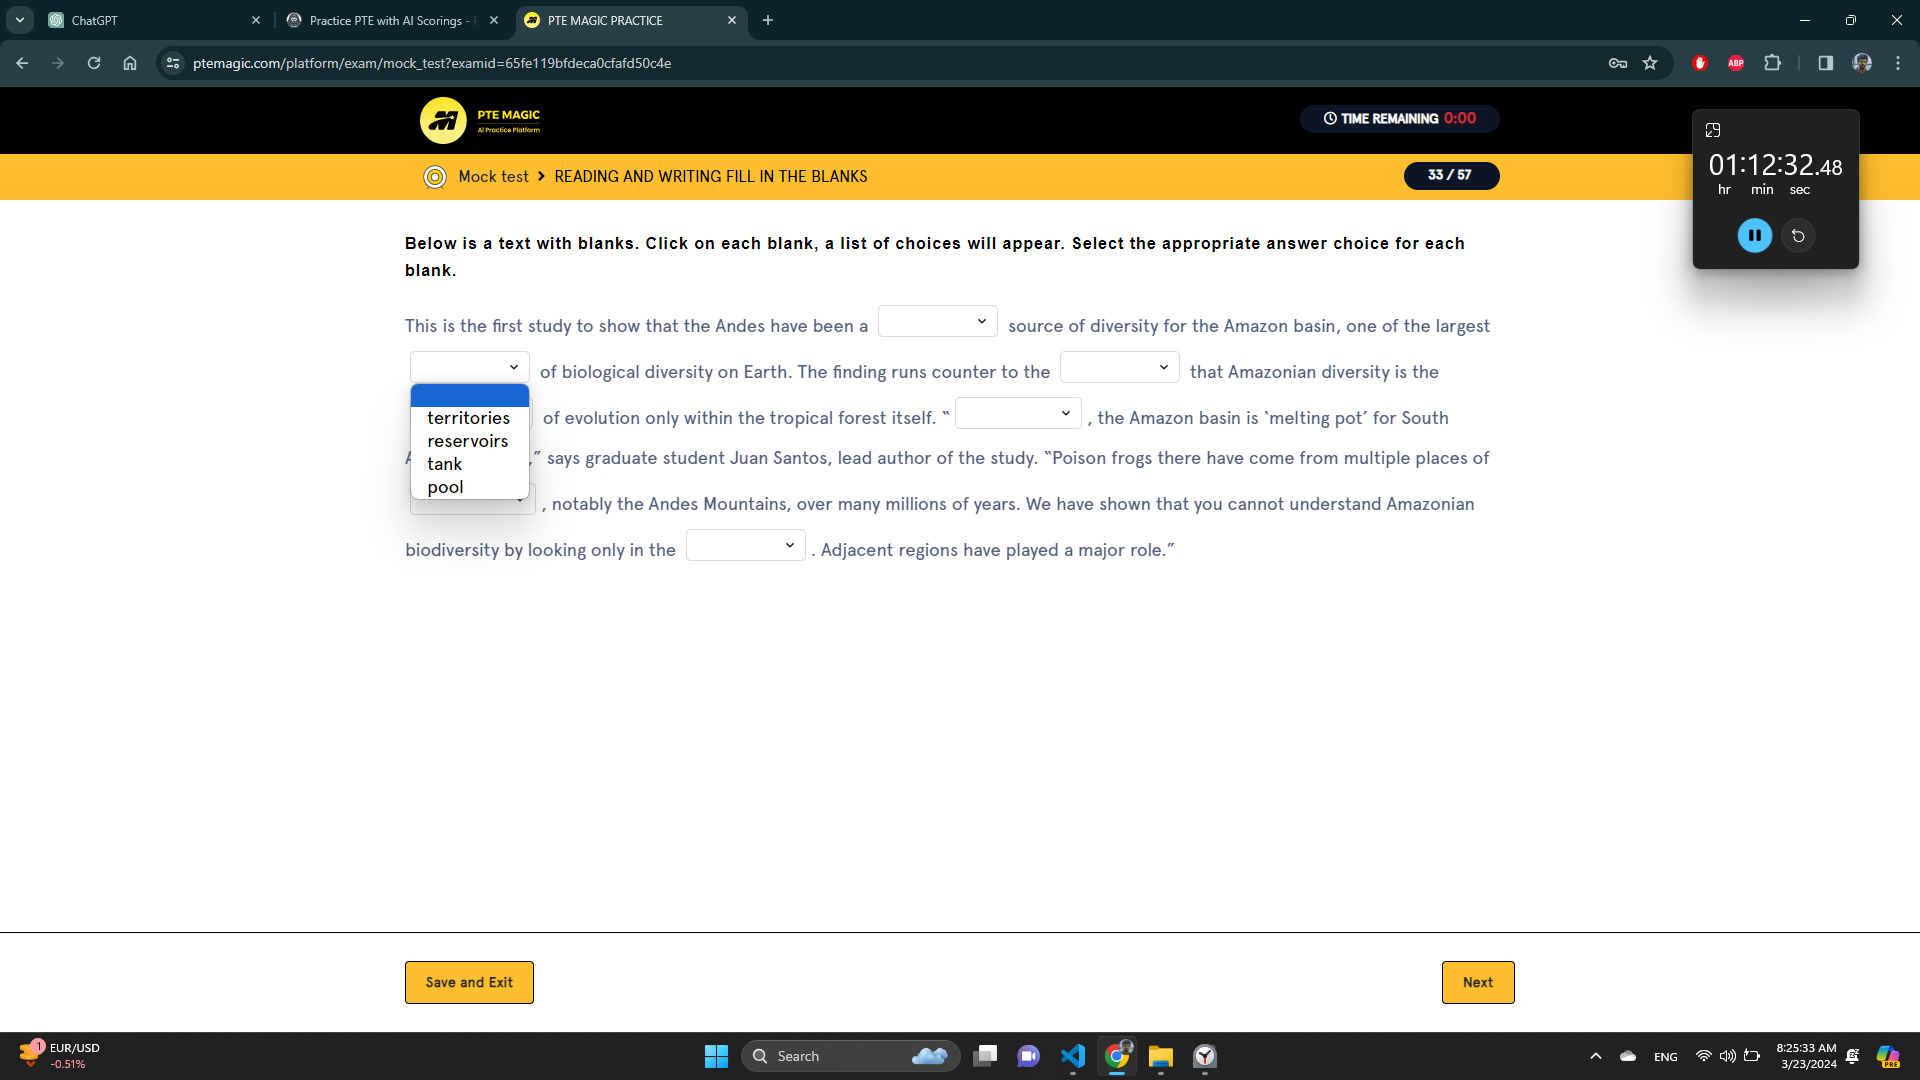 ChatGPT
Practice PTE with AI Scorings -
PTE MAGIC PRACTICE
ptemagic.com/platform/exam/mock_test?examid=65fe119bfdeca0cfafd50c4e
ABP
PTE MAGIC
AI Practice Platform
TIME REMAINING 0:00
01:12:32.48
hr min sec
Mock test > READING AND WRITING FILL IN THE BLANKS
33 / 57
Below is a text with blanks. Click on each blank, a list of choices will appear. Select the appropriate answer choice for each
blank.
This is the first study to show that the Andes have been a source of diversity for the Amazon basin, one of the largest
of biological diversity on Earth. The finding runs counter to the that Amazonian diversity is the
of evolution only within the tropical forest itself. “ , the Amazon basin is ‘melting pot’ for South
,” says graduate student Juan Santos, lead author of the study. “Poison frogs there have come from multiple places of
, notably the Andes Mountains, over many millions of years. We have shown that you cannot understand Amazonian
biodiversity by looking only in the . Adjacent regions have played a major role.”
territories
reservoirs
tank
pool
Save and Exit
Next
1
EUR/USD
-0.51%
Search
PRE
ENG
8:25:33 AM
3/23/2024